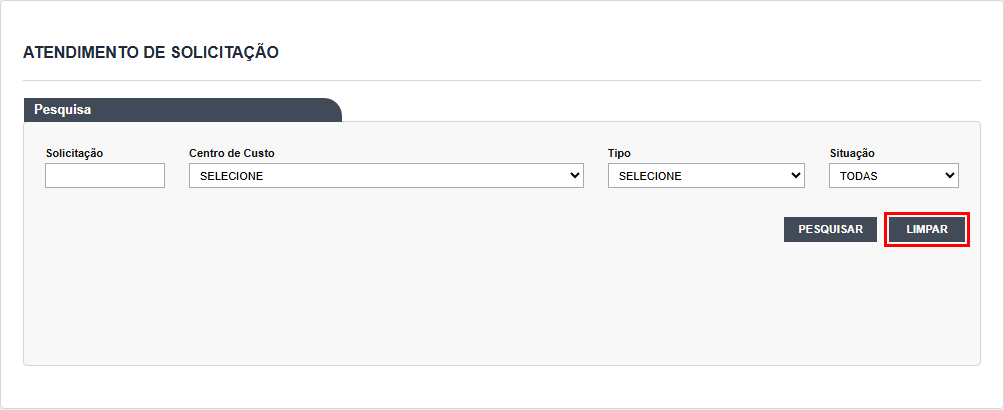 ATENDIMENTO DE SOLICITAÇÃO
Pesquisa
Solicitação Centro de Custo Tipo Situação
SELECIONE SELECIONE TODAS
PESQUISAR LIMPAR